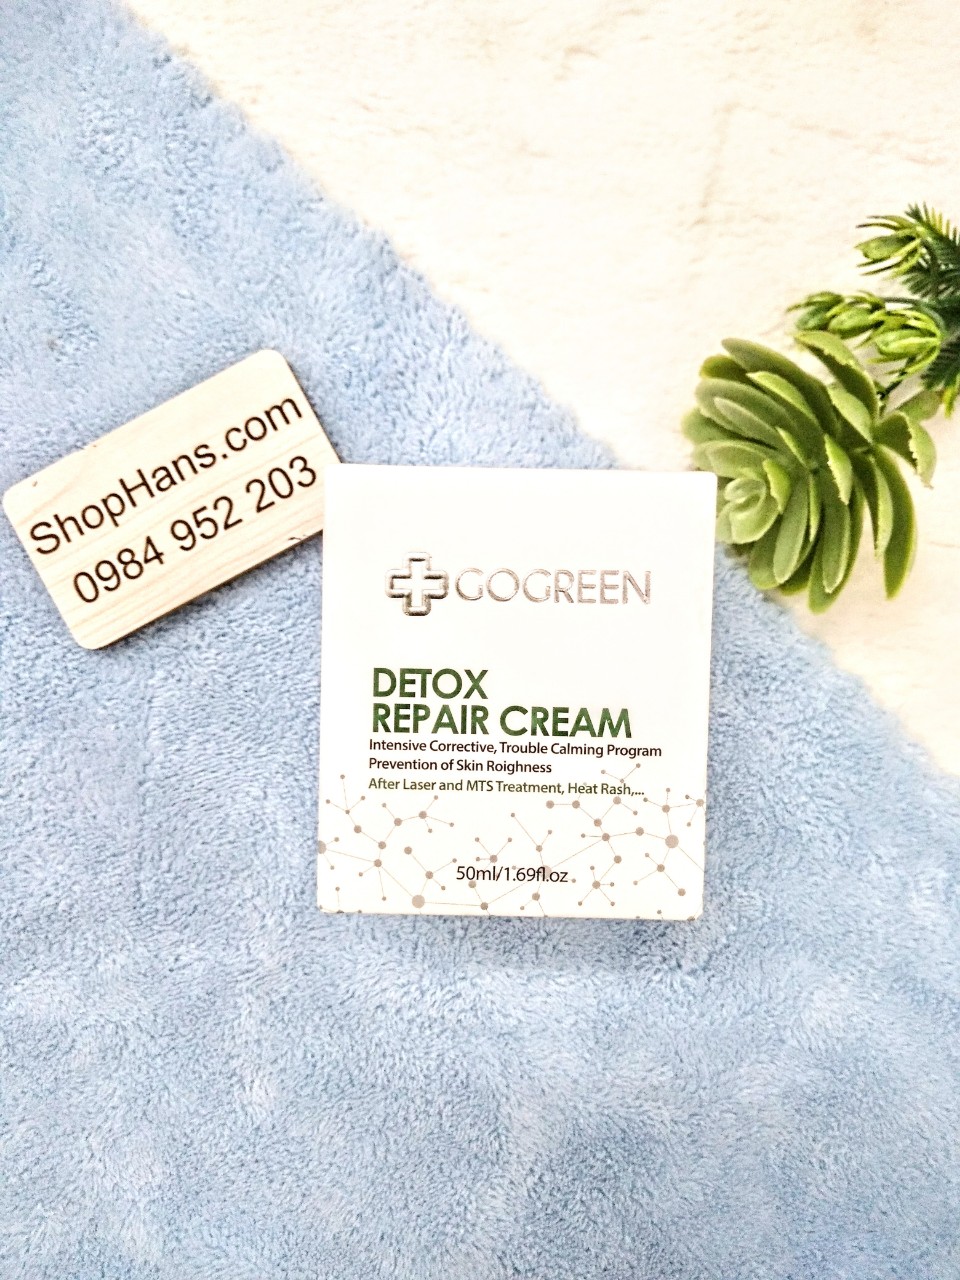 ShopHans.com
0984 952 203
GOGREEN
DETOX
REPAIR CREAM
Intensive Corrective, Trouble Calming Program
Prevention of Skin Roighness
After Laser and MTS Treatment, Heat Rash,...
50ml/1.69fl.oz